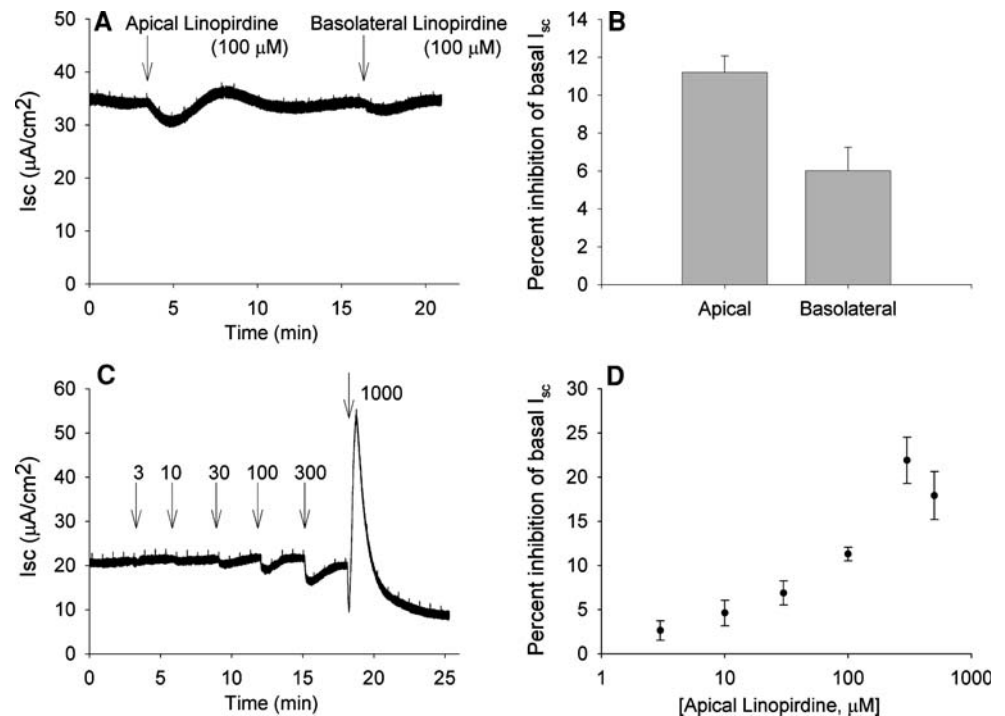 A
Apical Linopirdine
(100 µM)
Basolateral Linopirdine
(100 µM)
50
40
30
20
10
0
Isc (µA/cm2)
0 5 10 15 20
Time (min)
B
14
12
10
8
6
4
2
0
Percent inhibition of basal Isc
Apical Basolateral
C
60
50
40
30
20
10
0
Isc (µA/cm2)
3 10 30 100 300 1000
0 5 10 15 20 25
Time (min)
D
30
25
20
15
10
5
0
Percent inhibition of basal Isc
1 10 100 1000
[Apical Linopirdine, µM]